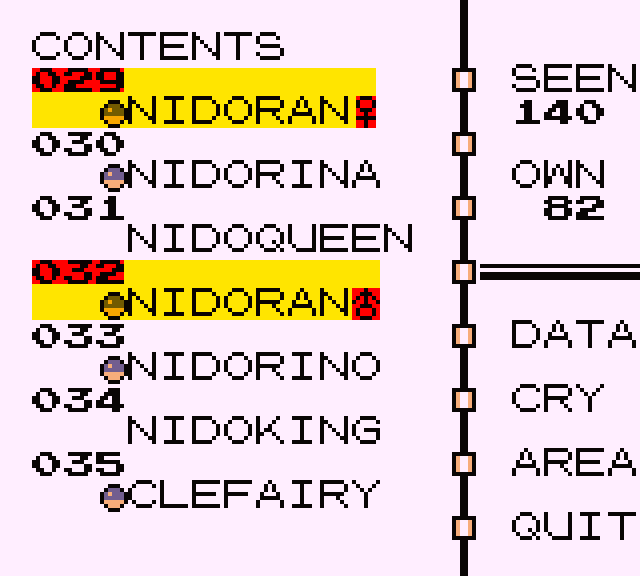 CONTENTS
029
NIDORAN♀
030
NIDORINA
031
NIDOQUEEN
032
NIDORAN♂
033
NIDORINO
034
NIDOKING
035
CLEFAIRY
SEEN
140
OWN
82
DATA
CRY
AREA
QUIT